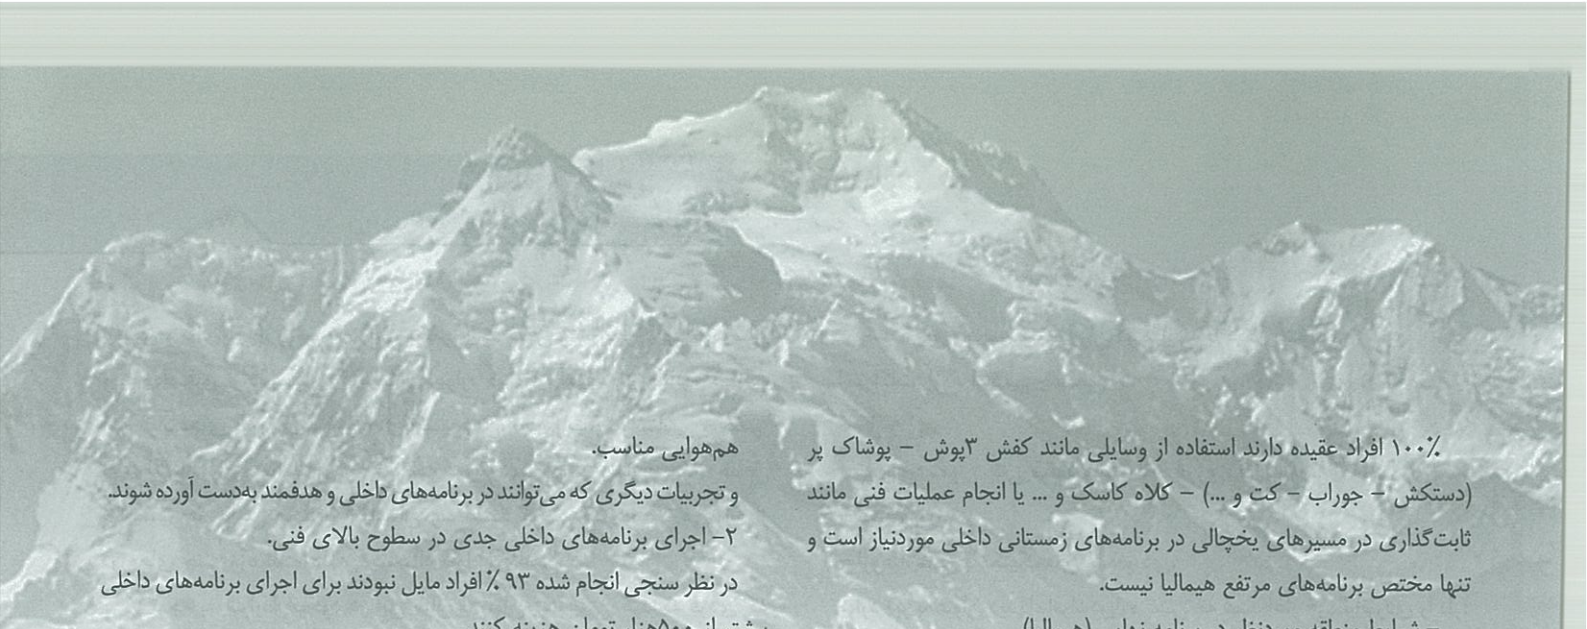 ۱۰۰٪ افراد عقیده دارند استفاده از وسایلی مانند کفش ۳پوش – پوشاک پر
(دستکش – جوراب – کت و ...) – کلاه کاسک و ... یا انجام عملیات فنی مانند
ثابت‌گذاری در مسیرهای یخچالی در برنامه‌های زمستانی داخلی موردنیاز است و
تنها مختص برنامه‌های مرتفع هیمالیا نیست.
هم‌هوایی مناسب.
و تجربیات دیگری که می‌توانند در برنامه‌های داخلی و هدفمند به‌دست آورده شوند.
۲– اجرای برنامه‌های داخلی جدی در سطوح بالای فنی.
در نظر سنجی انجام شده ۹۳٪ افراد مایل نبودند برای اجرای برنامه‌های داخلی